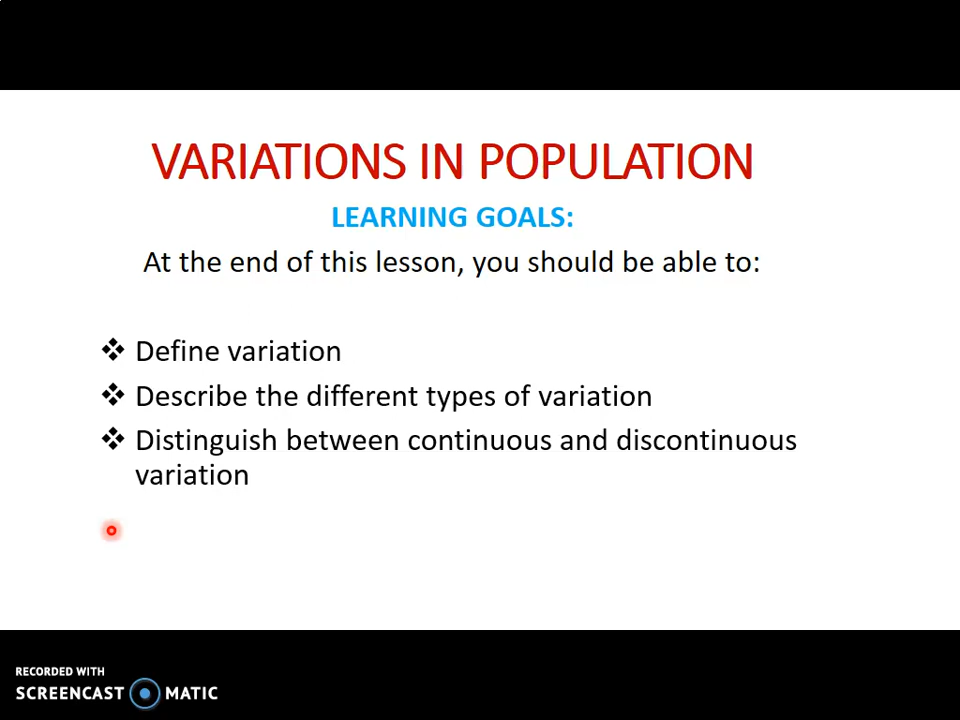 VARIATIONS IN POPULATION
LEARNING GOALS:
At the end of this lesson, you should be able to:
❖ Define variation
❖ Describe the different types of variation
❖ Distinguish between continuous and discontinuous
variation
RECORDED WITH
SCREENCAST MATIC